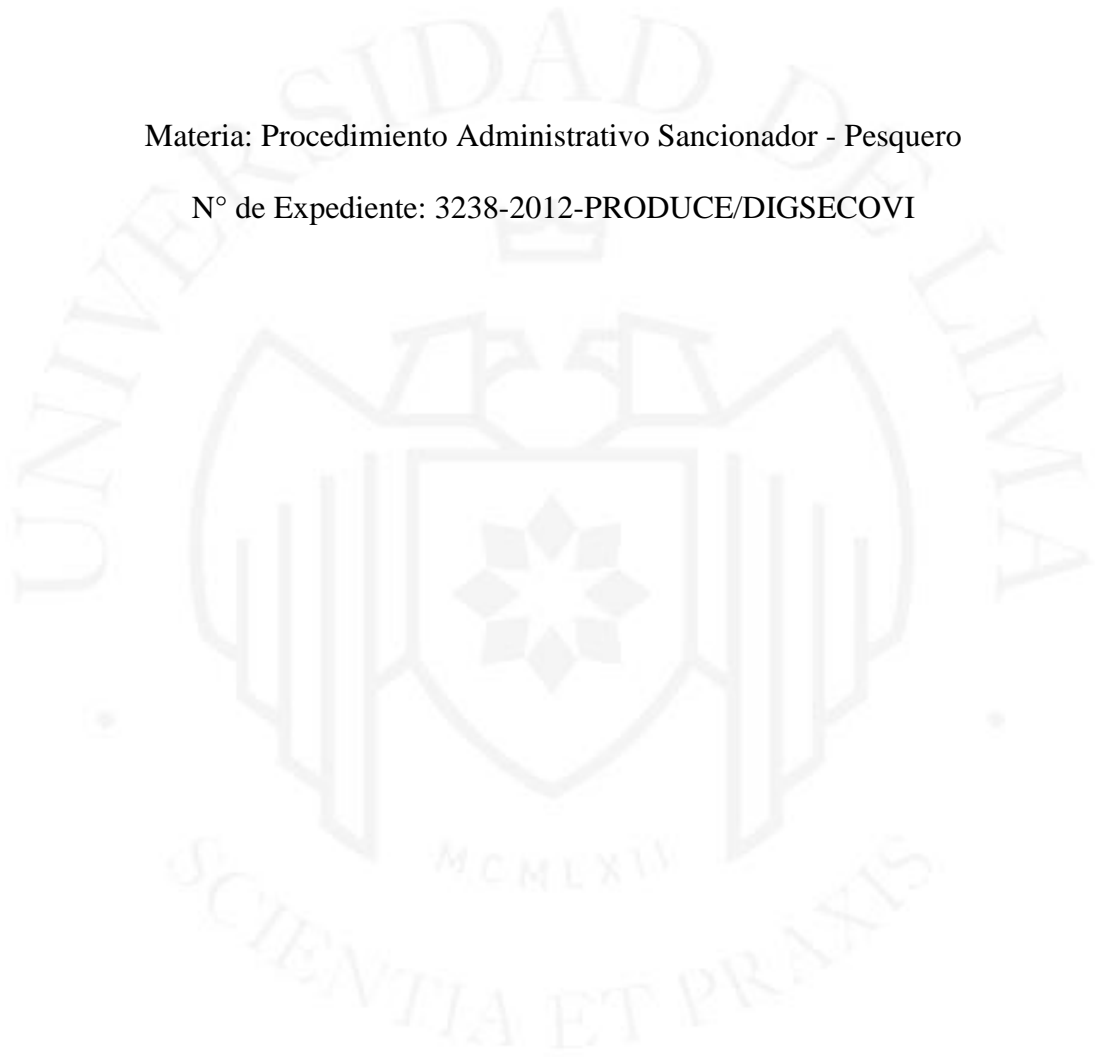 Materia: Procedimiento Administrativo Sancionador - Pesquero
N° de Expediente: 3238-2012-PRODUCE/DIGSECOVI
UNIVERSIDAD DE LIMA
MCMLXII
SCIENTIA ET PRAXIS